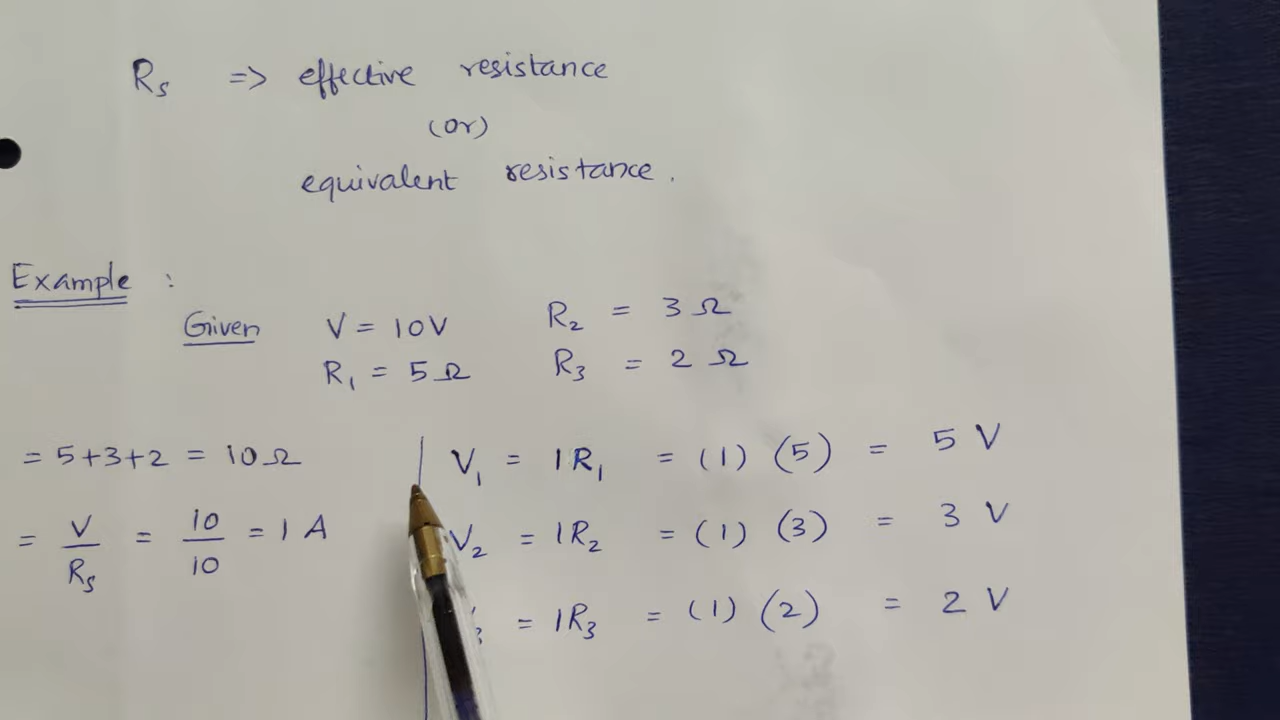 Rs => effective resistance
(or)
equivalent resistance.
Example :
Given V = 10V R2 = 3 Ω
R1 = 5 Ω R3 = 2 Ω
= 5+3+2 = 10 Ω
= V/Rs = 10/10 = 1 A
V1 = IR1 = (1) (5) = 5 V
V2 = IR2 = (1) (3) = 3 V
3 = IR3 = (1) (2) = 2 V